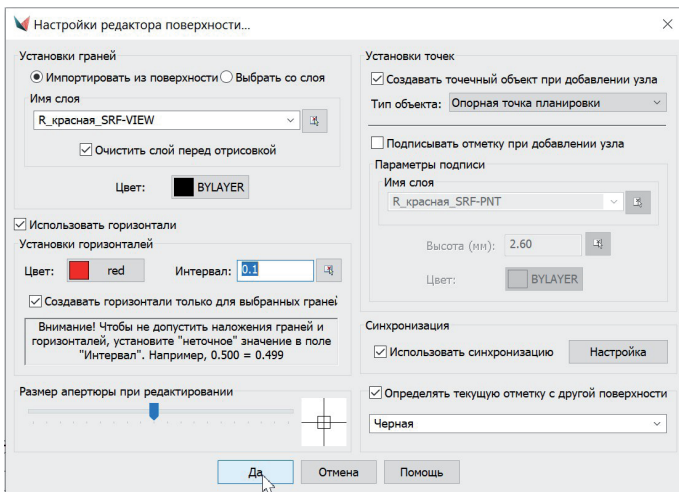 Настройки редактора поверхности...
Установки граней
Импортировать из поверхности Выбрать со слоя
Имя слоя
R_красная_SRF-VIEW
Очистить слой перед отрисовкой
Цвет: BYLAYER
Использовать горизонтали
Установки горизонталей
Цвет: red Интервал: 0.1
Создавать горизонтали только для выбранных граней
Внимание! Чтобы не допустить наложения граней и
горизонталей, установите "неточное" значение в поле
"Интервал". Например, 0.500 = 0.499
Размер апертуры при редактировании
Установки точек
Создавать точечный объект при добавлении узла
Тип объекта: Опорная точка планировки
Подписывать отметку при добавлении узла
Параметры подписи
Имя слоя
R_красная_SRF-PNT
Высота (мм): 2.60
Цвет: BYLAYER
Синхронизация
Использовать синхронизацию Настройка
Определять текущую отметку с другой поверхности
Черная
Да Отмена Помощь